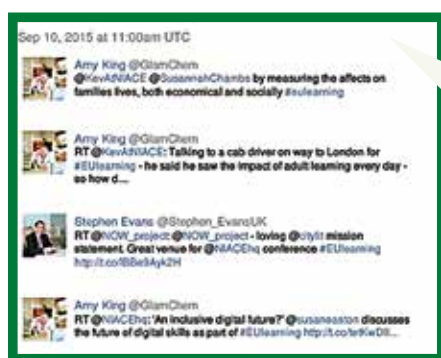 Sep 10, 2015 at 11:00am UTC
Amy King @GlamChem
@KevAtNIACE @SusannahChambs by measuring the affects on
families lives, both economical and socially #eulearning
Amy King @GlamChem
RT @KevAtNIACE: Talking to a cab driver on way to London for
#EUlearning - he said he saw the impact of adult learning every day -
so how d....
Stephen Evans @Stephen_EvansUK
RT @NOW_project: @NOW_project - loving @citylit mission
statement. Great venue for @NIACEhq conference #EUlearning
Amy King @GlamChem
RT @NIACEhq: 'An inclusive digital future?' @susaneaston discusses
the future of digital skills as part of #EUlearning